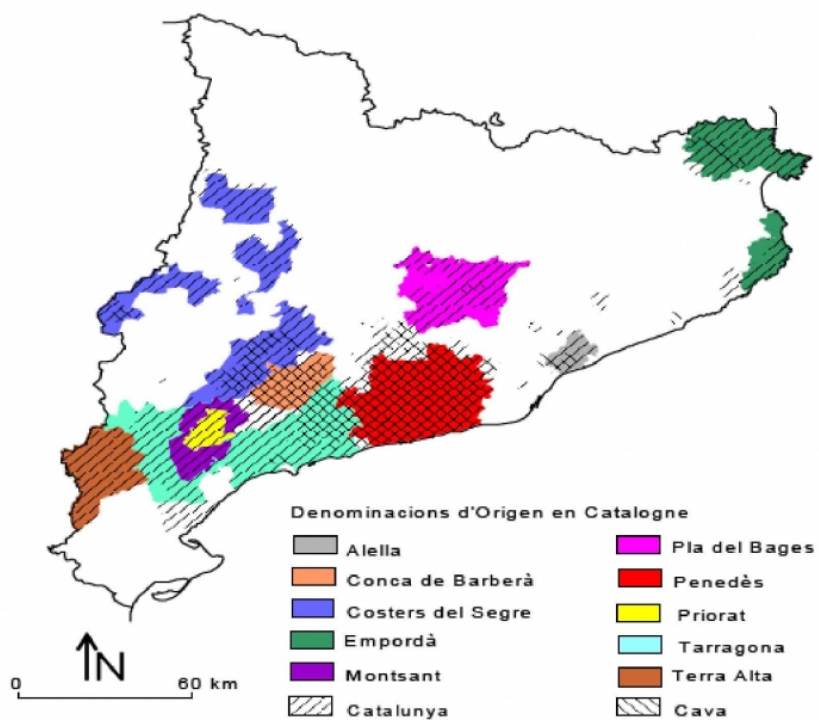 Denominacions d'Origen en Catalogne
Alella
Conca de Barberà
Costers del Segre
Empordà
Montsant
Catalunya
Pla del Bages
Penedès
Priorat
Tarragona
Terra Alta
Cava
N
0 60 km